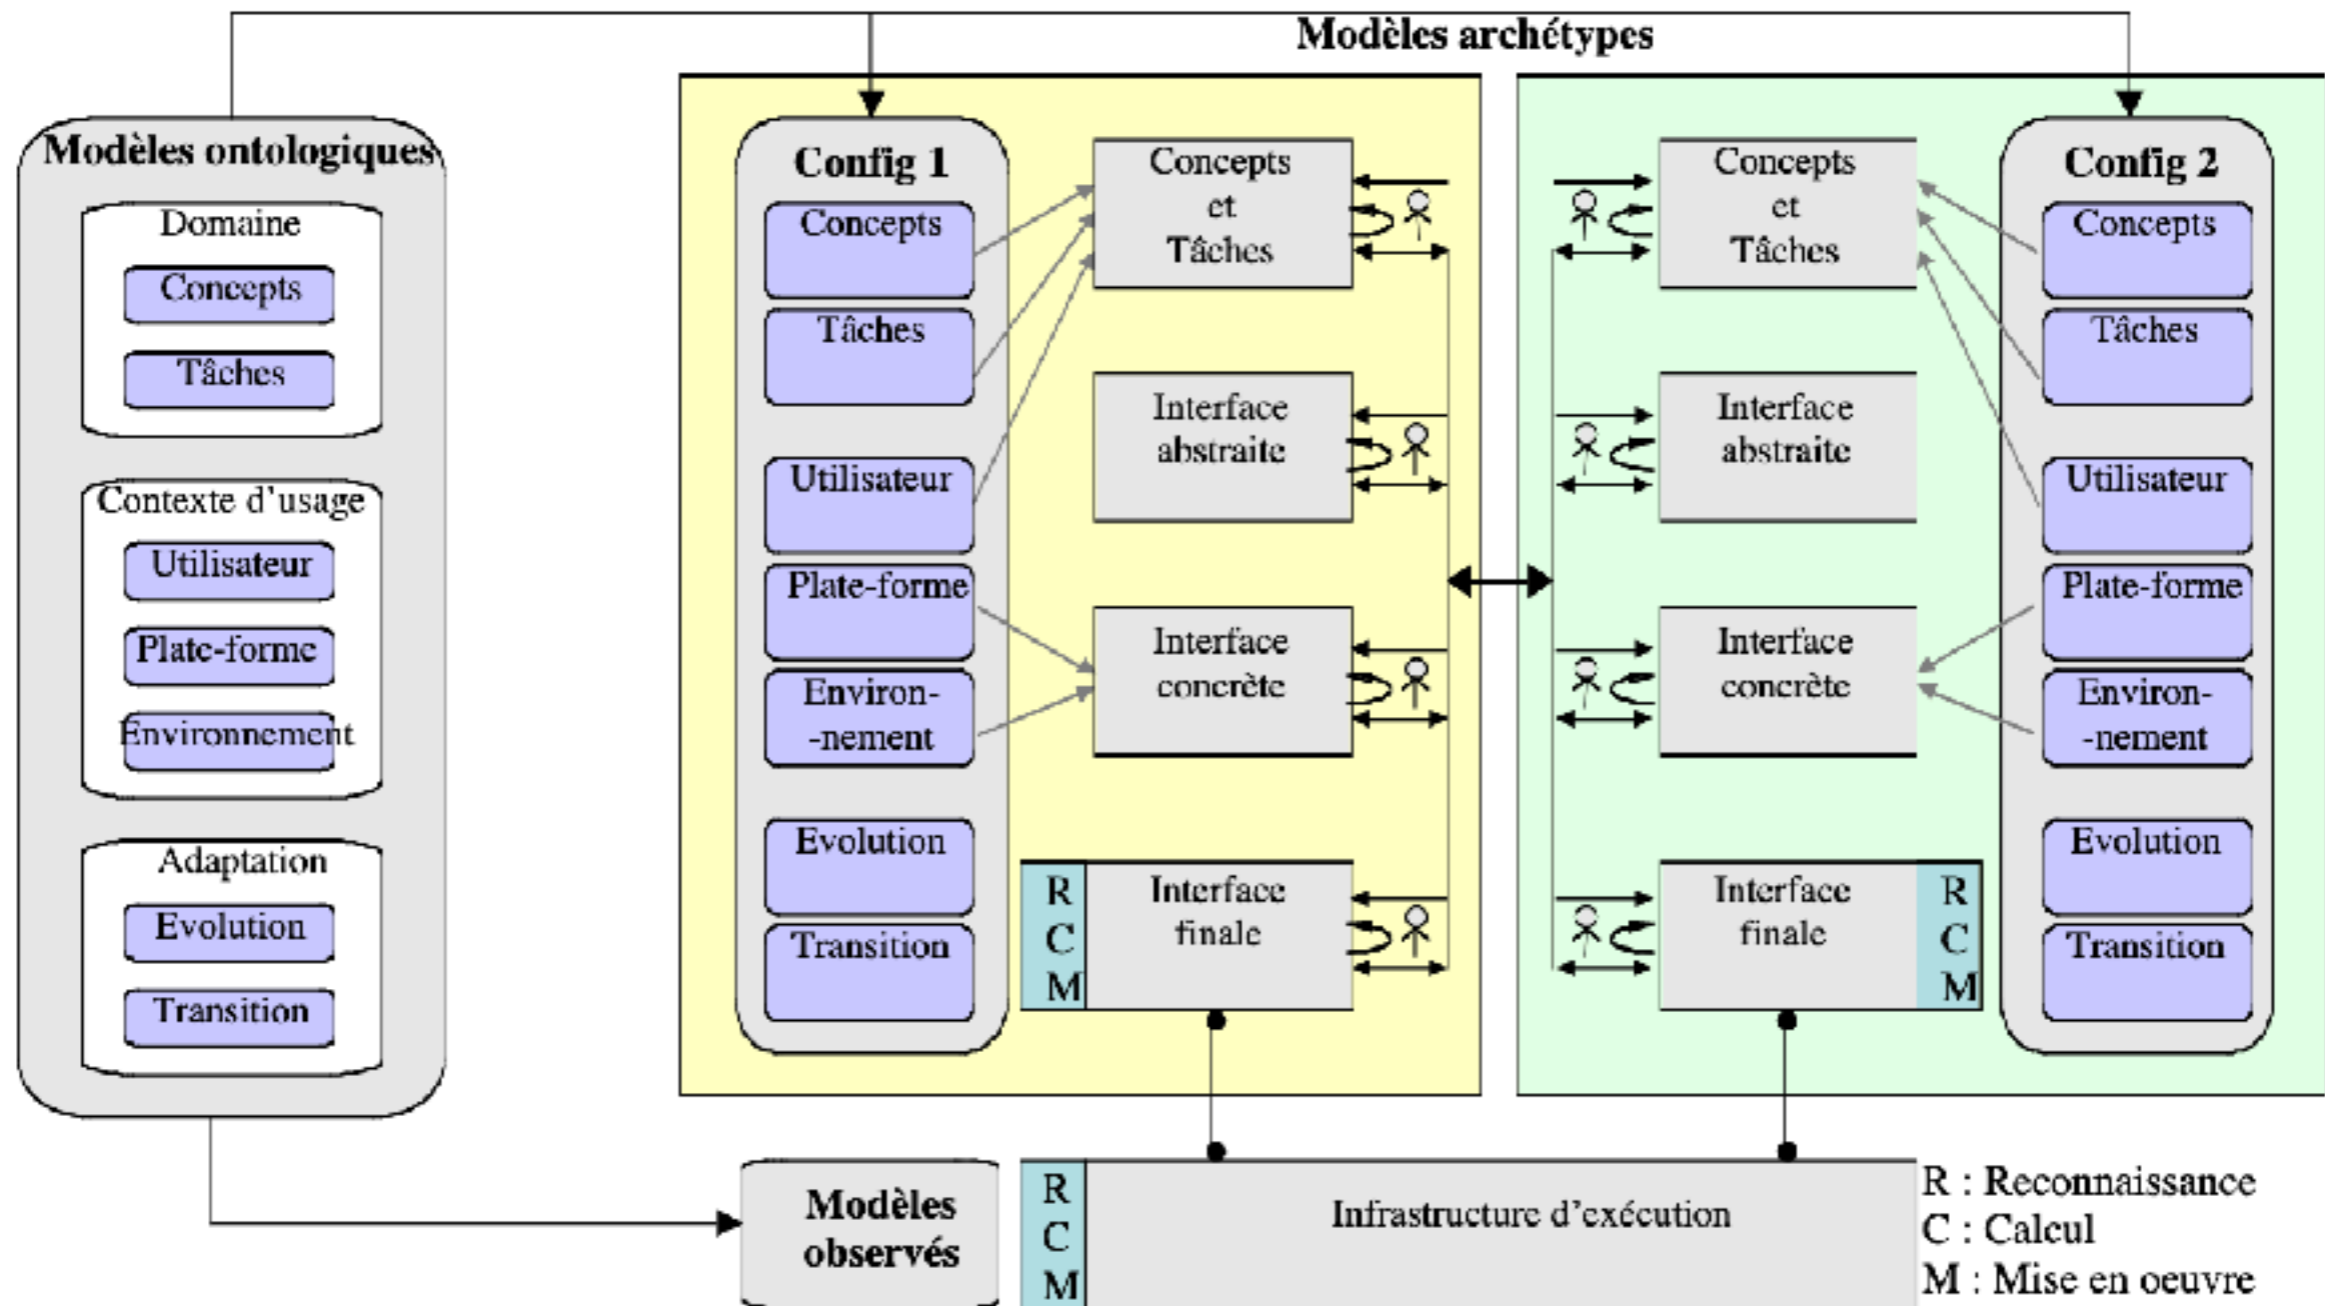 Modèles archétypes
Modèles ontologiques
Domaine
Concepts
Tâches
Contexte d'usage
Utilisateur
Plate-forme
Environnement
Adaptation
Evolution
Transition
Config 1
Concepts
Tâches
Utilisateur
Plate-forme
Environ-
-nement
Evolution
Transition
Concepts
et
Tâches
Interface
abstraite
Interface
concrète
R
C
M
Interface
finale
Concepts
et
Tâches
Interface
abstraite
Interface
concrète
Interface
finale
R
C
M
Config 2
Concepts
Tâches
Utilisateur
Plate-forme
Environ-
-nement
Evolution
Transition
Modèles
observés
R
C
M
Infrastructure d'exécution
R : Reconnaissance
C : Calcul
M : Mise en oeuvre